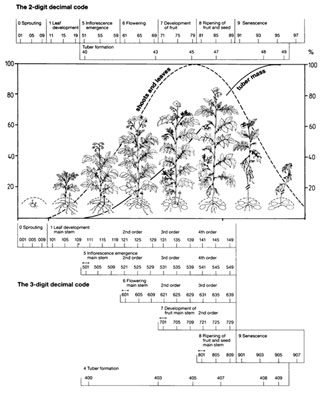 The 2-digit decimal code
0 Sprouting
1 Leaf development
5 Inflorescence emergence
6 Flowering
7 Development of fruit
8 Ripening of fruit and seed
9 Senescence
01 05 09
11 15 19
51 55 59
61 65 69
71 75 79
81 85 89
91 93 95 97
Tuber formation
40 43 45 47 48 49
100 80 60 40 20
% 100 80 60 40 20
shoots and leaves
tuber mass
0 Sprouting
1 Leaf development main stem
2nd order
3rd order
4th order
001 005 009
101 105 109 111 115 119 121 125 129 131 135 139 141 145 149
5 Inflorescence emergence main stem
2nd order
3rd order
4th order
501 505 509 521 525 529 531 535 539 541 545 549
The 3-digit decimal code
6 Flowering main stem
2nd order
3rd order
601 605 609 621 625 629 631 635 639
7 Development of fruit main stem
2nd order
701 705 709 721 725 729
8 Ripening of fruit and seed main stem
9 Senescence
801 805 809 901 903 905 907
4 Tuber formation
400 403 405 407 408 409